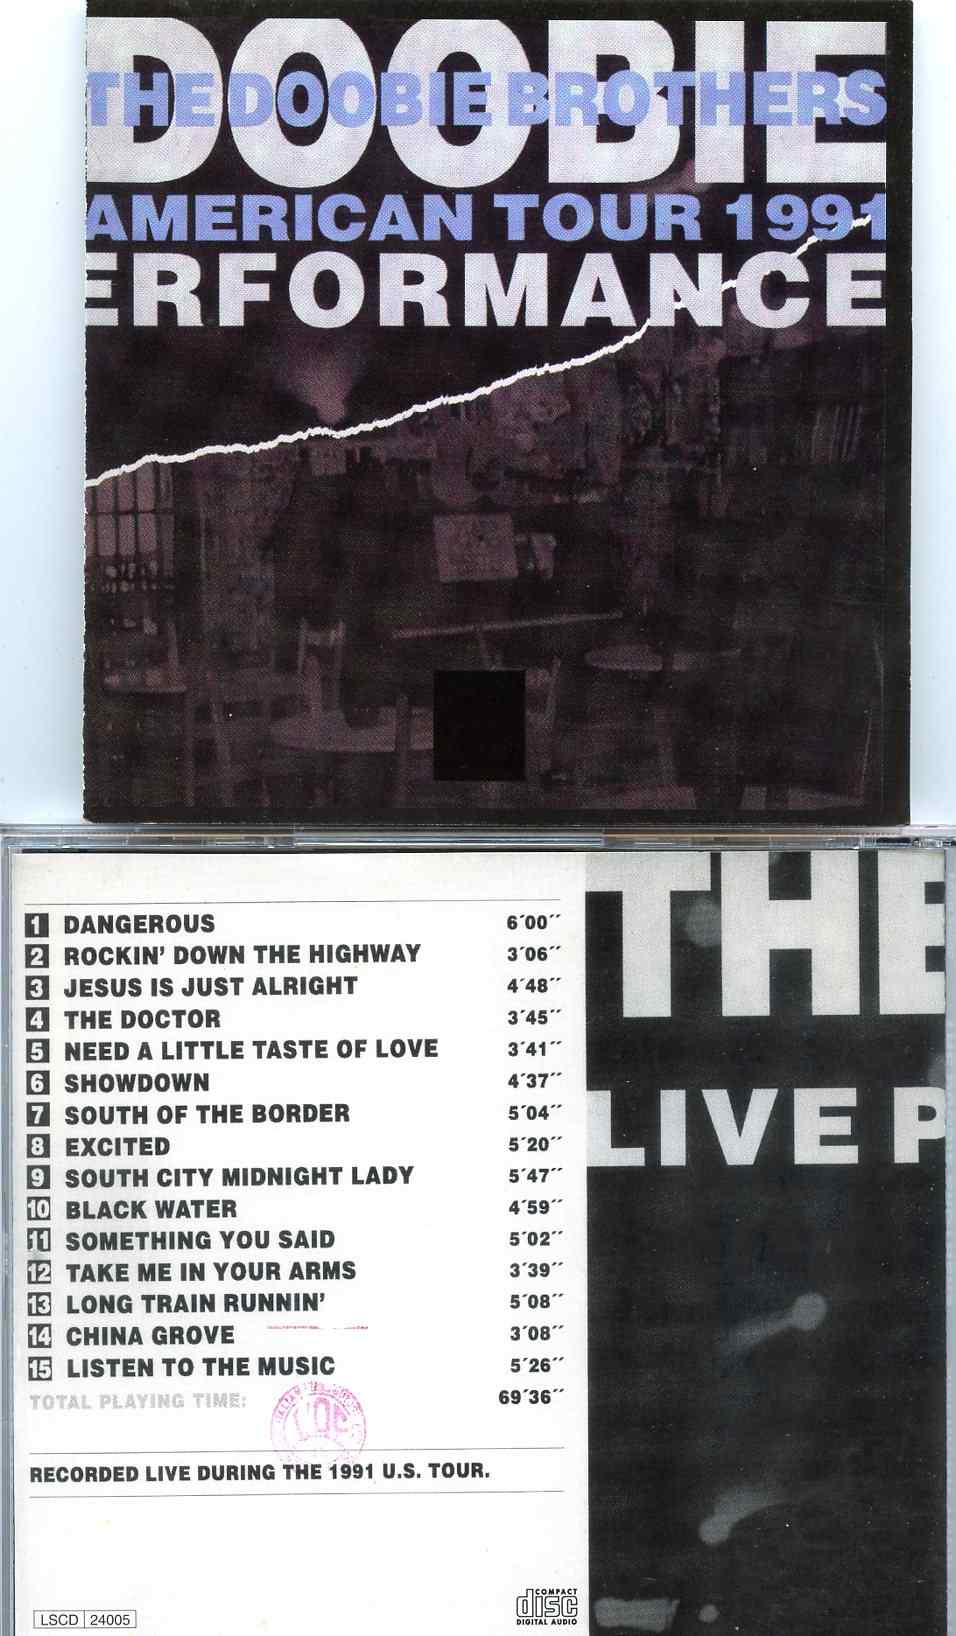 DOOBIE
THE DOOBIE BROTHERS
AMERICAN TOUR 1991
ERFORMANCE
1 DANGEROUS 6´00´´
2 ROCKIN' DOWN THE HIGHWAY 3´06´´
3 JESUS IS JUST ALRIGHT 4´48´´
4 THE DOCTOR 3´45´´
5 NEED A LITTLE TASTE OF LOVE 3´41´´
6 SHOWDOWN 4´37´´
7 SOUTH OF THE BORDER 5´04´´
8 EXCITED 5´20´´
9 SOUTH CITY MIDNIGHT LADY 5´47´´
10 BLACK WATER 4´59´´
11 SOMETHING YOU SAID 5´02´´
12 TAKE ME IN YOUR ARMS 3´39´´
13 LONG TRAIN RUNNIN' 5´08´´
14 CHINA GROVE 3´08´´
15 LISTEN TO THE MUSIC 5´26´´
TOTAL PLAYING TIME: 69´36´´
RECORDED LIVE DURING THE 1991 U.S. TOUR.
LSCD 24005
COMPACT
disc
DIGITAL AUDIO
THE
LIVE P